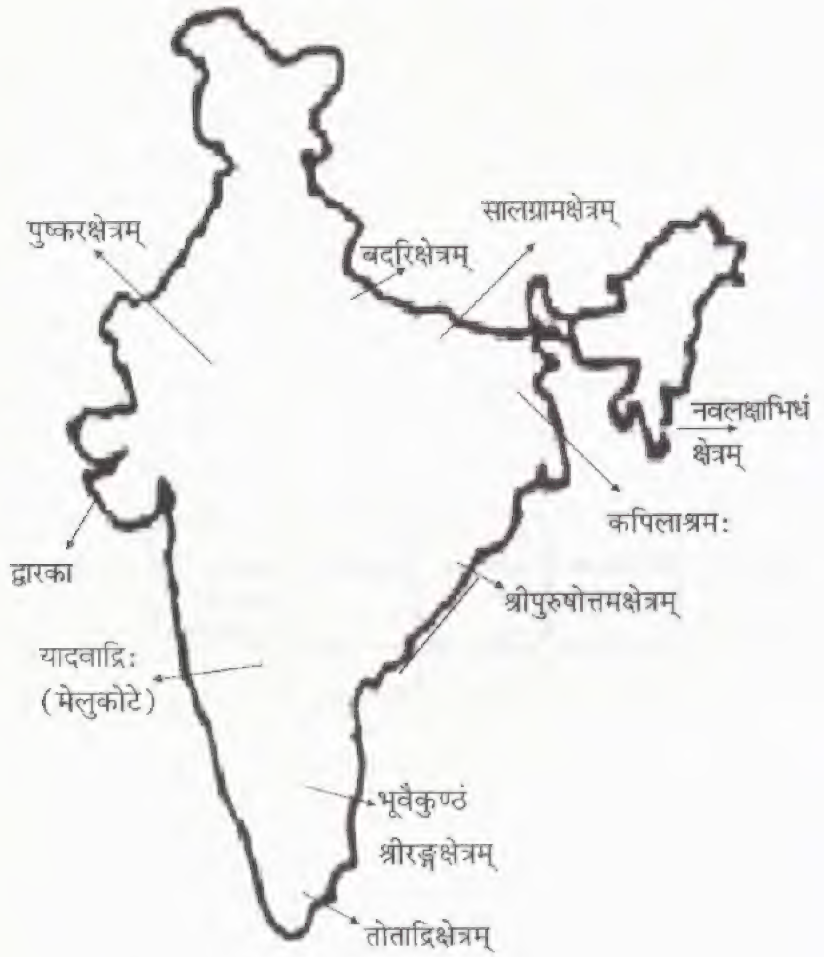 सालग्रामक्षेत्रम्
पुष्करक्षेत्रम्
बदरिक्षेत्रम्
नवलक्षाभिधं
क्षेत्रम्
कपिलाश्रम:
द्वारका
श्रीपुरुषोत्तमक्षेत्रम्
यादवाद्रि:
(मेलुकोटे)
भूवैकुण्ठं
श्रीरङ्गक्षेत्रम्
तोताद्रिक्षेत्रम्